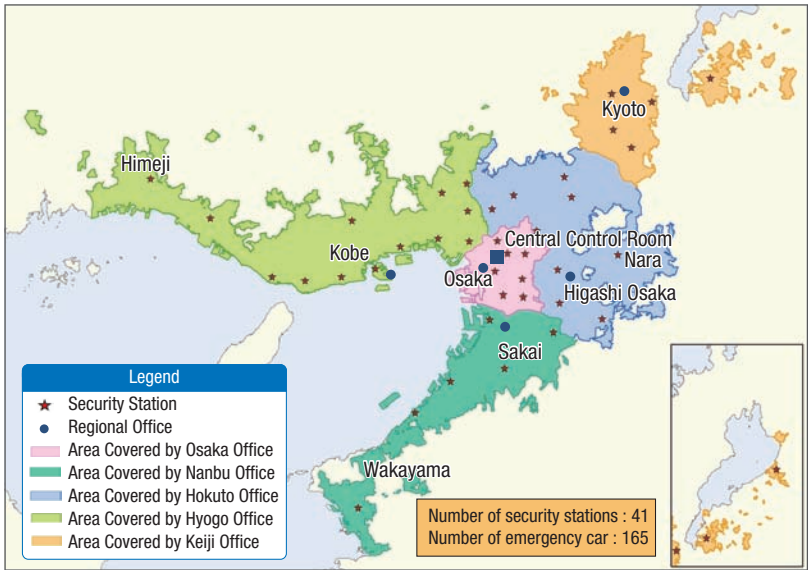 Kyoto
Himeji
Central Control Room
Nara
Kobe
Osaka
Higashi Osaka
Sakai
Wakayama
Legend
Security Station
Regional Office
Area Covered by Osaka Office
Area Covered by Nanbu Office
Area Covered by Hokuto Office
Area Covered by Hyogo Office
Area Covered by Keiji Office
Number of security stations : 41
Number of emergency car : 165